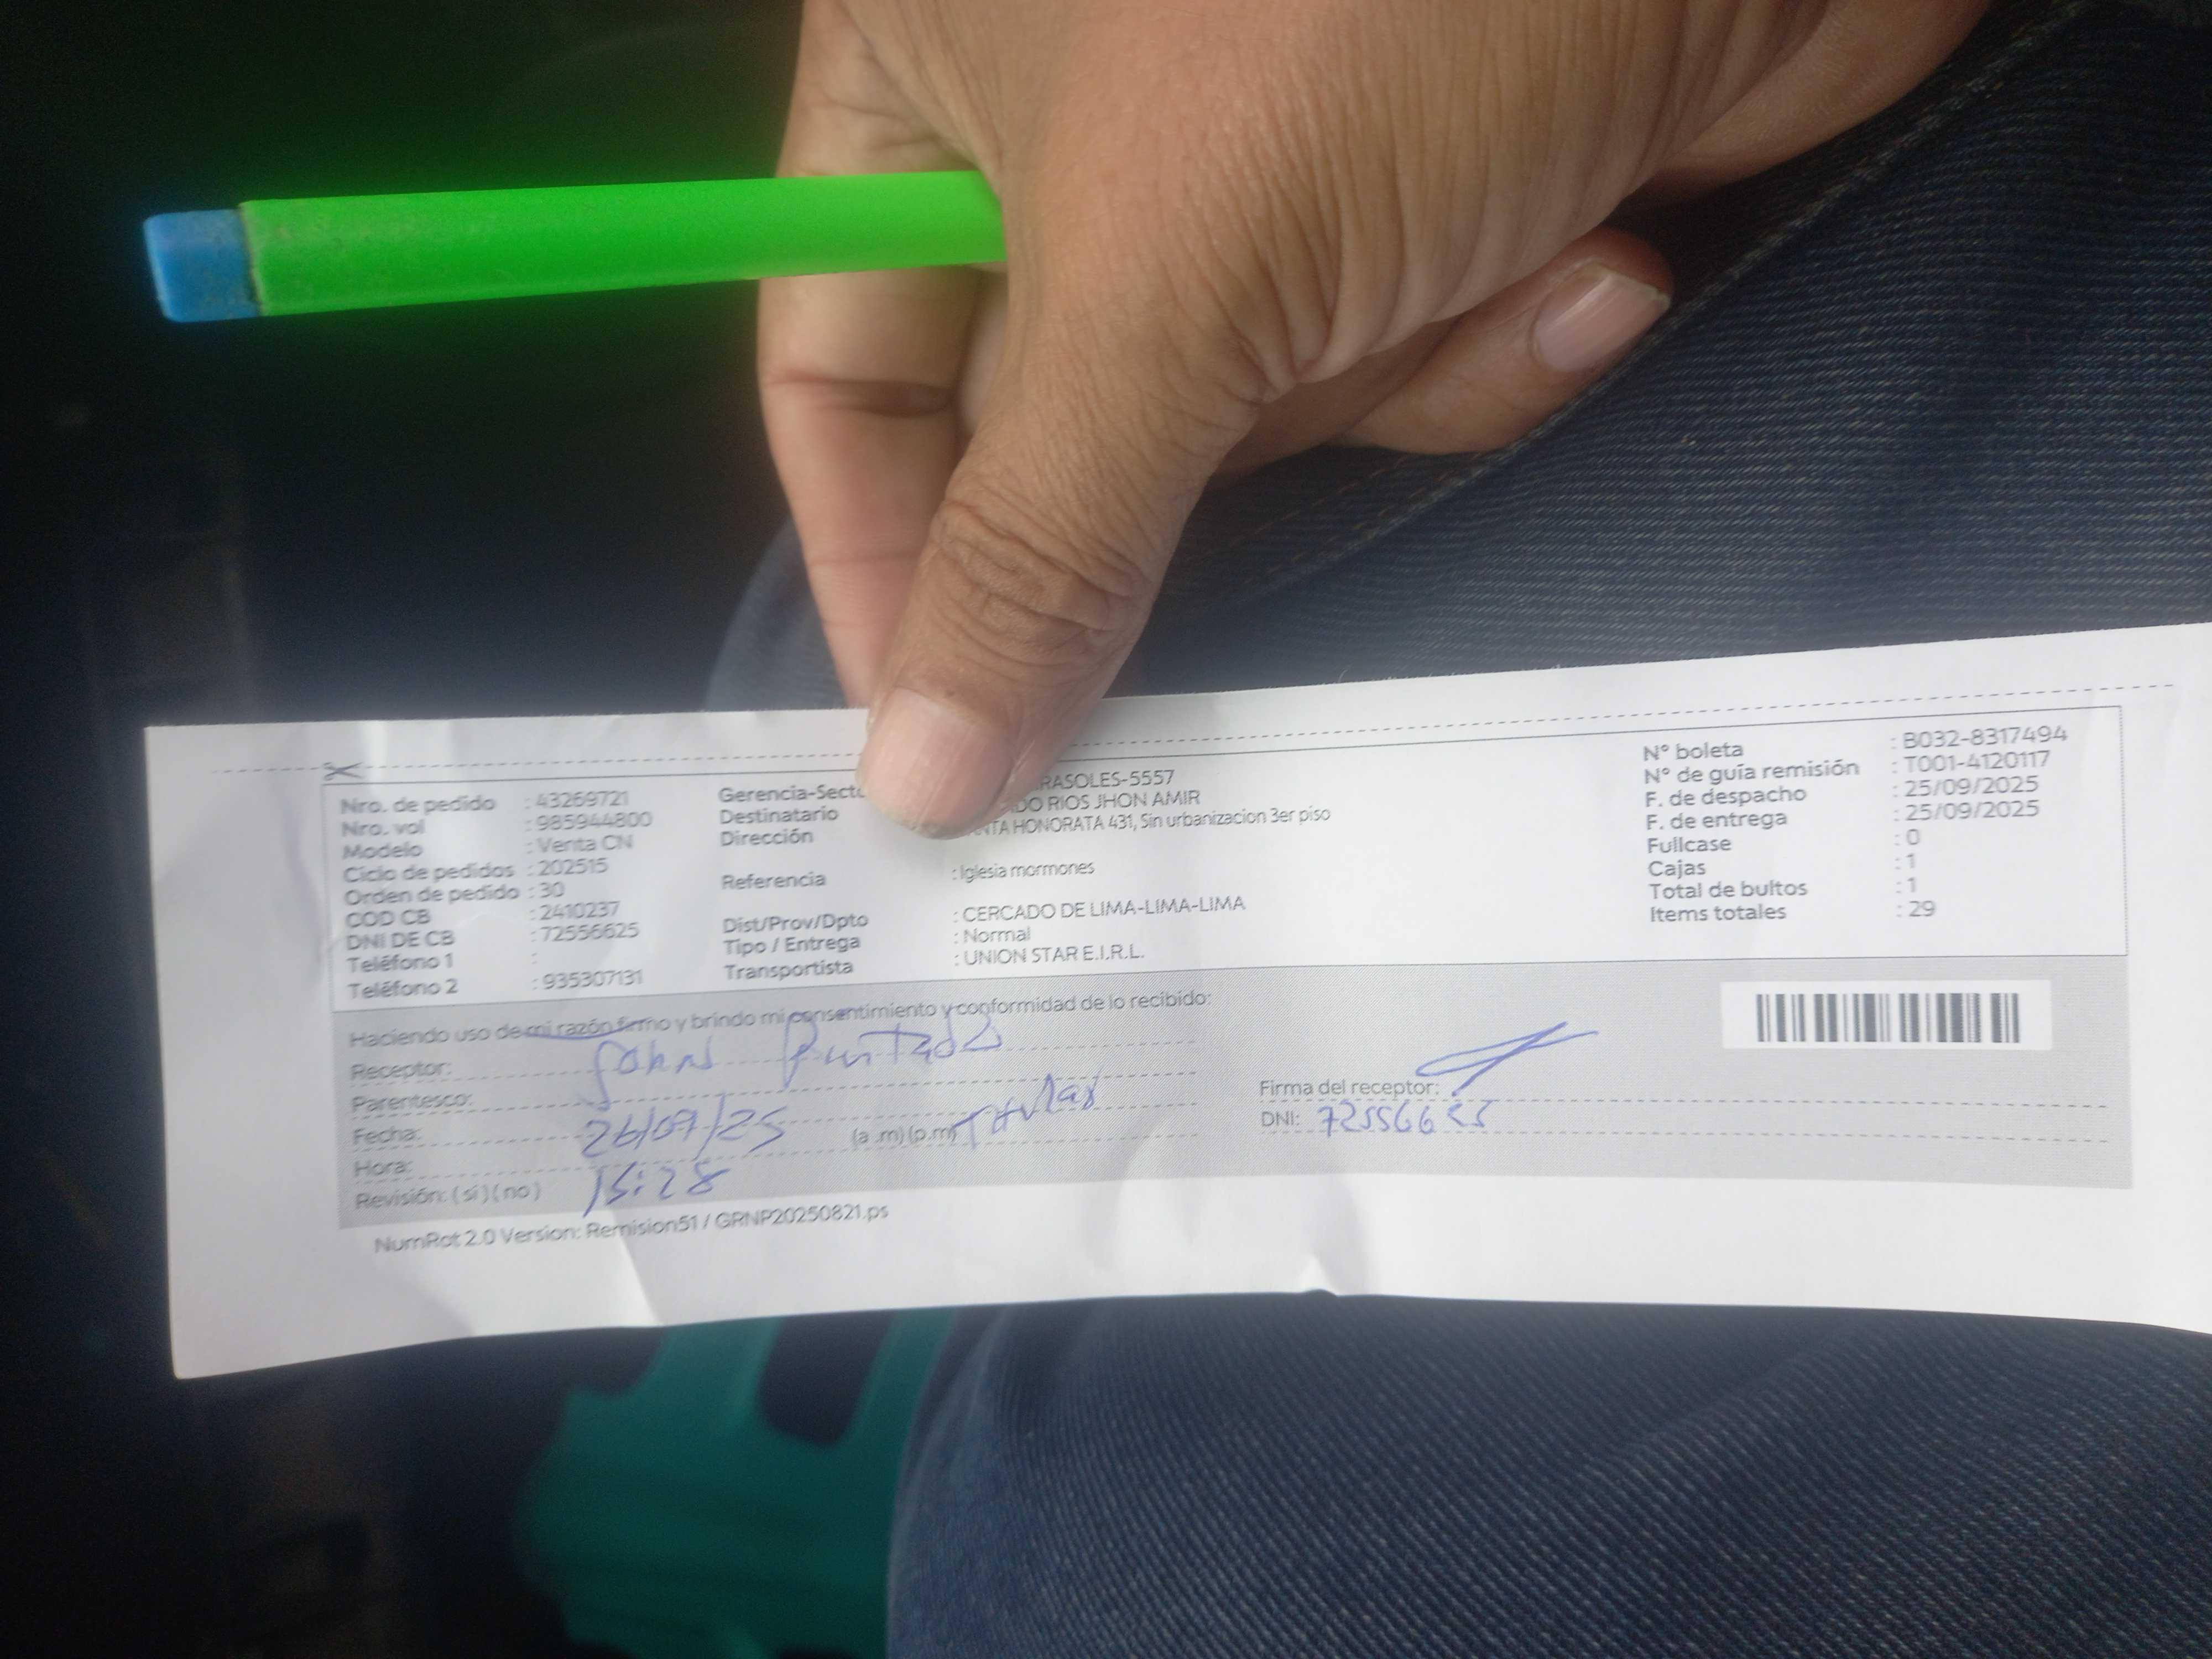 Nro. de pedido : 43269721
Nro. vol : 985944800
Modelo : Venta CN
Ciclo de pedidos : 202515
Orden de pedido : 30
COD CB : 2410237
DNI DE CB : 72556625
Teléfono 1 :
Teléfono 2 : 935307131
Gerencia-Secto RASOLES-5557
Destinatario DO RIOS JHON AMIR
Dirección NTA HONORATA 431, Sin urbanizacion 3er piso
Referencia : Iglesia mormones
Dist/Prov/Dpto : CERCADO DE LIMA-LIMA-LIMA
Tipo / Entrega : Normal
Transportista : UNION STAR E.I.R.L.
N° boleta : B032-8317494
N° de guía remisión : T001-4120117
F. de despacho : 25/09/2025
F. de entrega : 25/09/2025
Fullcase : 0
Cajas : 1
Total de bultos : 1
Items totales : 29
Haciendo uso de mi razón firmo y brindo mi consentimiento y conformidad de lo recibido:
Receptor: John
Parentesco: Titular
Fecha: 26/07/25 (a .m) (p.m)
Hora: 15:28
Revisión: (si) (no)
Firma del receptor:
DNI: 72556625
NumRot 2.0 Version: Remision51 / GRNP20250821.ps